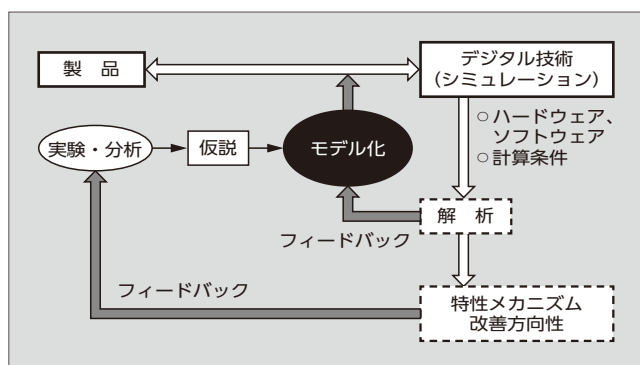 製　品
デジタル技術
（シミュレーション）
○ハードウェア、
ソフトウェア
○計算条件
実験・分析
仮説
モデル化
解　析
フィードバック
フィードバック
特性メカニズム
改善方向性